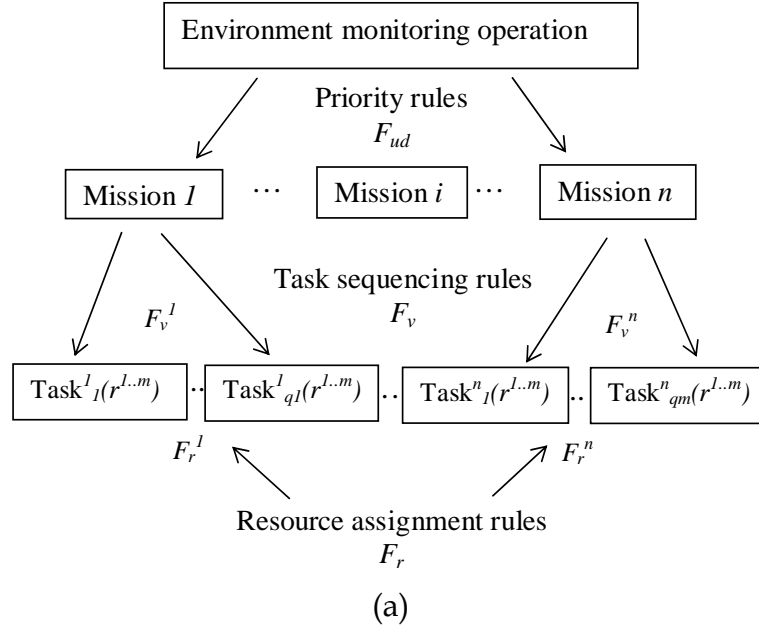 Environment monitoring operation
Priority rules
F_ud
Mission 1 ... Mission i ... Mission n
Task sequencing rules
F_v^1 F_v F_v^n
Task^1_1(r^1..m) .. Task^1_q1(r^1..m) .. Task^n_1(r^1..m) .. Task^n_qm(r^1..m)
F_r^1 F_r^n
Resource assignment rules
F_r
(a)